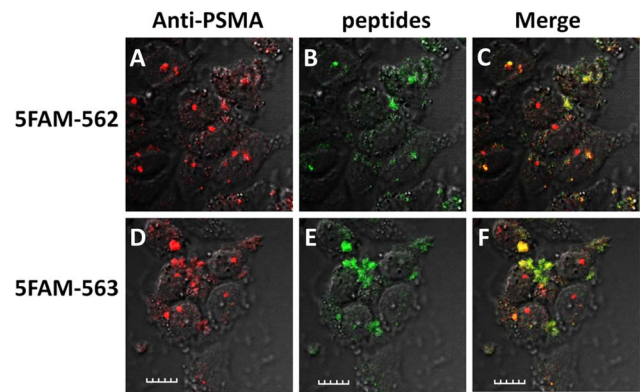 Anti-PSMA peptides Merge
A B C
5FAM-562
D E F
5FAM-563